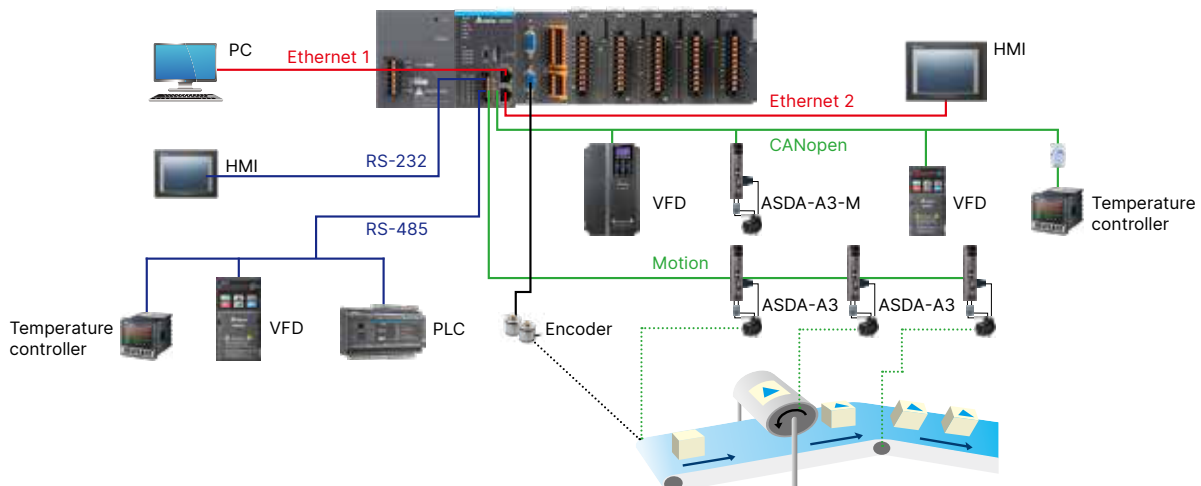 PC
Ethernet 1
HMI
Ethernet 2
HMI
RS-232
CANopen
VFD
ASDA-A3-M
VFD
Temperature
controller
RS-485
Motion
ASDA-A3
ASDA-A3
Temperature
controller
VFD
PLC
Encoder